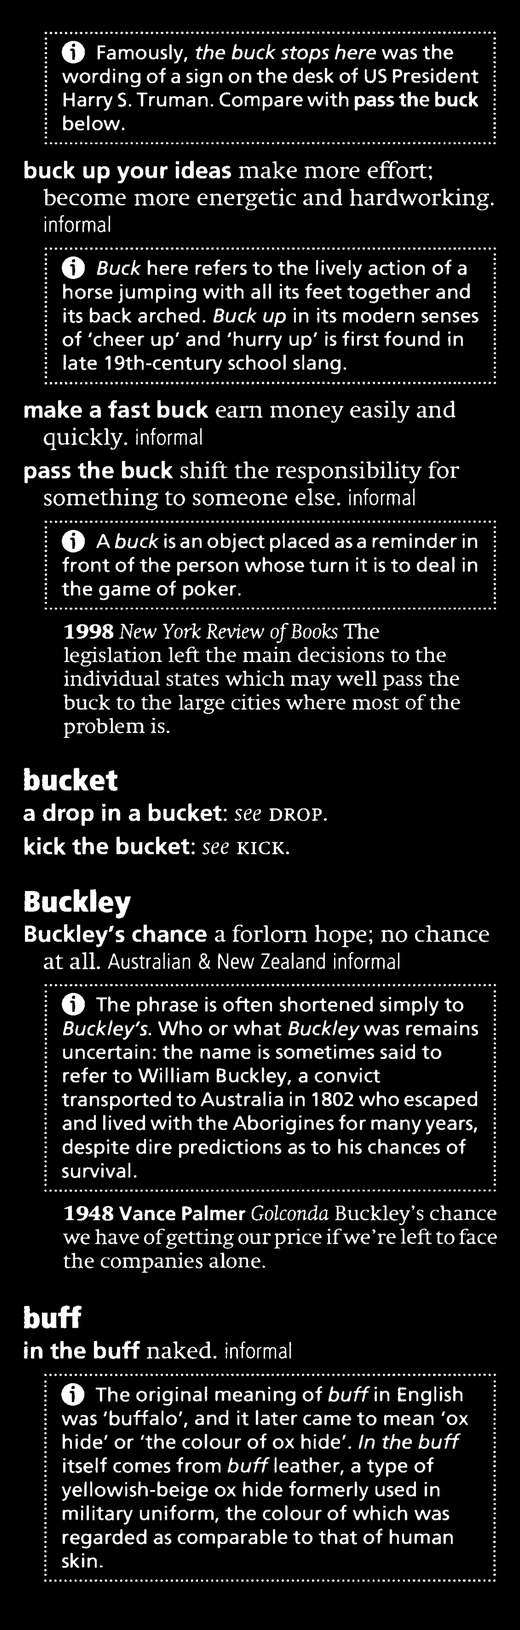 ⓘ Famously, the buck stops here was the
wording of a sign on the desk of US President
Harry S. Truman. Compare with pass the buck
below.
buck up your ideas make more effort;
become more energetic and hardworking.
informal
ⓘ Buck here refers to the lively action of a
horse jumping with all its feet together and
its back arched. Buck up in its modern senses
of ‘cheer up’ and ‘hurry up’ is first found in
late 19th-century school slang.
make a fast buck earn money easily and
quickly. informal
pass the buck shift the responsibility for
something to someone else. informal
ⓘ A buck is an object placed as a reminder in
front of the person whose turn it is to deal in
the game of poker.
1998 New York Review of Books The
legislation left the main decisions to the
individual states which may well pass the
buck to the large cities where most of the
problem is.
bucket
a drop in a bucket: see DROP.
kick the bucket: see KICK.
Buckley
Buckley’s chance a forlorn hope; no chance
at all. Australian & New Zealand informal
ⓘ The phrase is often shortened simply to
Buckley’s. Who or what Buckley was remains
uncertain: the name is sometimes said to
refer to William Buckley, a convict
transported to Australia in 1802 who escaped
and lived with the Aborigines for many years,
despite dire predictions as to his chances of
survival.
1948 Vance Palmer Golconda Buckley’s chance
we have of getting our price if we’re left to face
the companies alone.
buff
in the buff naked. informal
ⓘ The original meaning of buff in English
was ‘buffalo’, and it later came to mean ‘ox
hide’ or ‘the colour of ox hide’. In the buff
itself comes from buff leather, a type of
yellowish-beige ox hide formerly used in
military uniform, the colour of which was
regarded as comparable to that of human
skin.